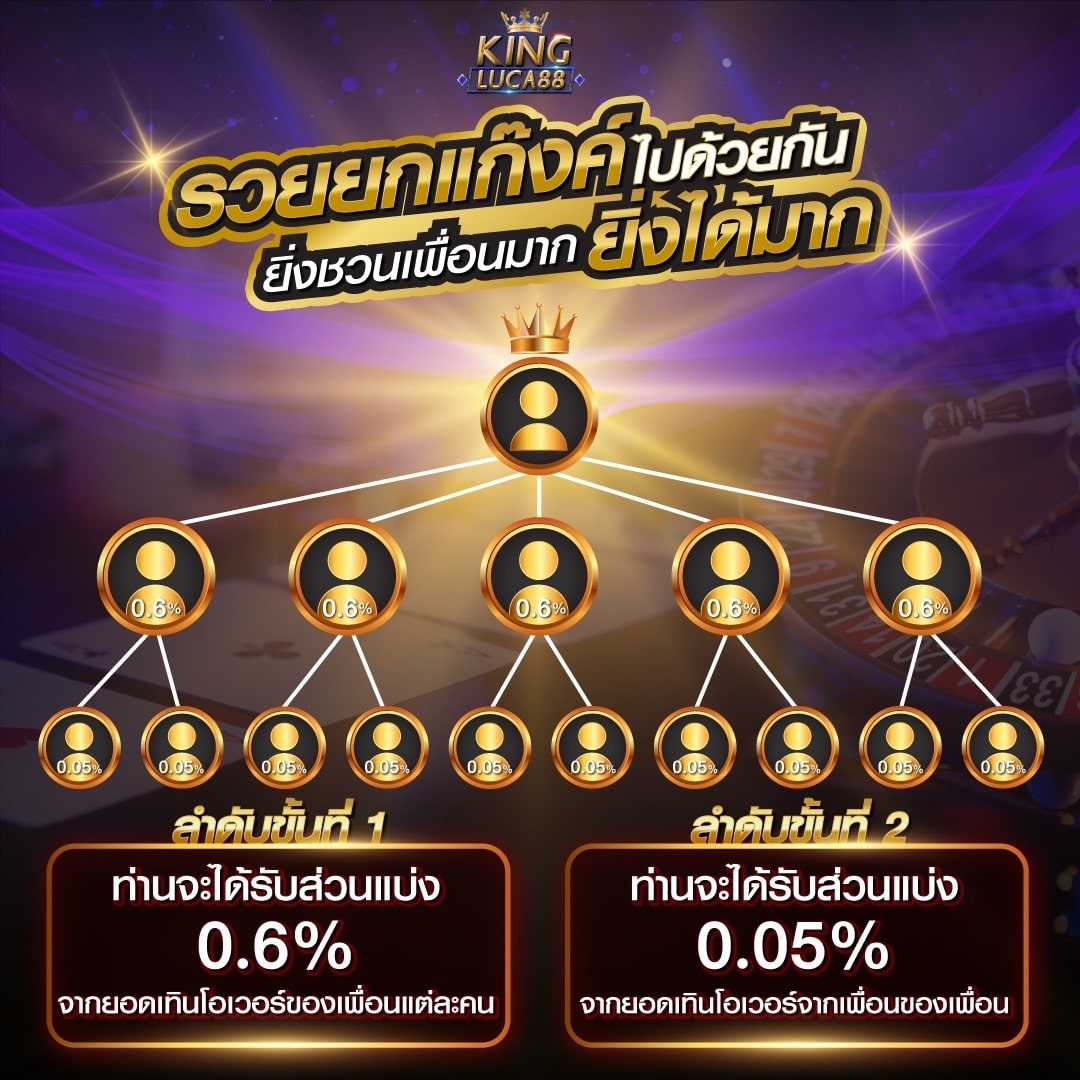 KING
LUCA88
รวยยกแก๊งค์ไปด้วยกัน
ยิ่งชวนเพื่อนมาก ยิ่งได้มาก
0.6% 0.6% 0.6% 0.6% 0.6%
0.05% 0.05% 0.05% 0.05% 0.05% 0.05% 0.05% 0.05% 0.05% 0.05%
ลำดับขั้นที่ 1
ท่านจะได้รับส่วนแบ่ง
0.6%
จากยอดเทินโอเวอร์ของเพื่อนแต่ละคน
ลำดับขั้นที่ 2
ท่านจะได้รับส่วนแบ่ง
0.05%
จากยอดเทินโอเวอร์จากเพื่อนของเพื่อน